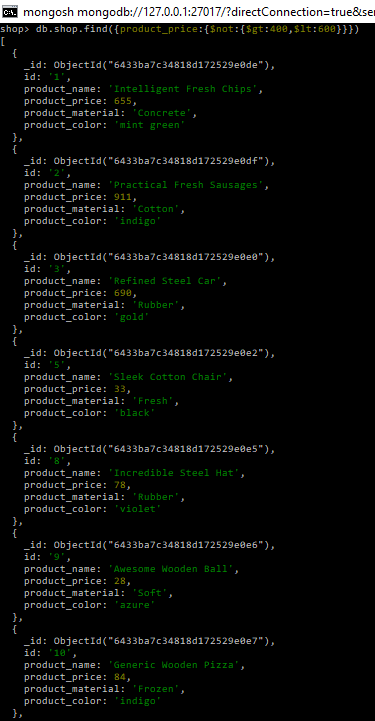 mongosh mongodb://127.0.0.1:27017/?directConnection=true&se
shop> db.shop.find({product_price:{$not:{$gt:400,$lt:600}}})
[
  {
    _id: ObjectId("6433ba7c34818d172529e0de"),
    id: '1',
    product_name: 'Intelligent Fresh Chips',
    product_price: 655,
    product_material: 'Concrete',
    product_color: 'mint green'
  },
  {
    _id: ObjectId("6433ba7c34818d172529e0df"),
    id: '2',
    product_name: 'Practical Fresh Sausages',
    product_price: 911,
    product_material: 'Cotton',
    product_color: 'indigo'
  },
  {
    _id: ObjectId("6433ba7c34818d172529e0e0"),
    id: '3',
    product_name: 'Refined Steel Car',
    product_price: 690,
    product_material: 'Rubber',
    product_color: 'gold'
  },
  {
    _id: ObjectId("6433ba7c34818d172529e0e2"),
    id: '5',
    product_name: 'Sleek Cotton Chair',
    product_price: 33,
    product_material: 'Fresh',
    product_color: 'black'
  },
  {
    _id: ObjectId("6433ba7c34818d172529e0e5"),
    id: '8',
    product_name: 'Incredible Steel Hat',
    product_price: 78,
    product_material: 'Rubber',
    product_color: 'violet'
  },
  {
    _id: ObjectId("6433ba7c34818d172529e0e6"),
    id: '9',
    product_name: 'Awesome Wooden Ball',
    product_price: 28,
    product_material: 'Soft',
    product_color: 'azure'
  },
  {
    _id: ObjectId("6433ba7c34818d172529e0e7"),
    id: '10',
    product_name: 'Generic Wooden Pizza',
    product_price: 84,
    product_material: 'Frozen',
    product_color: 'indigo'
  },